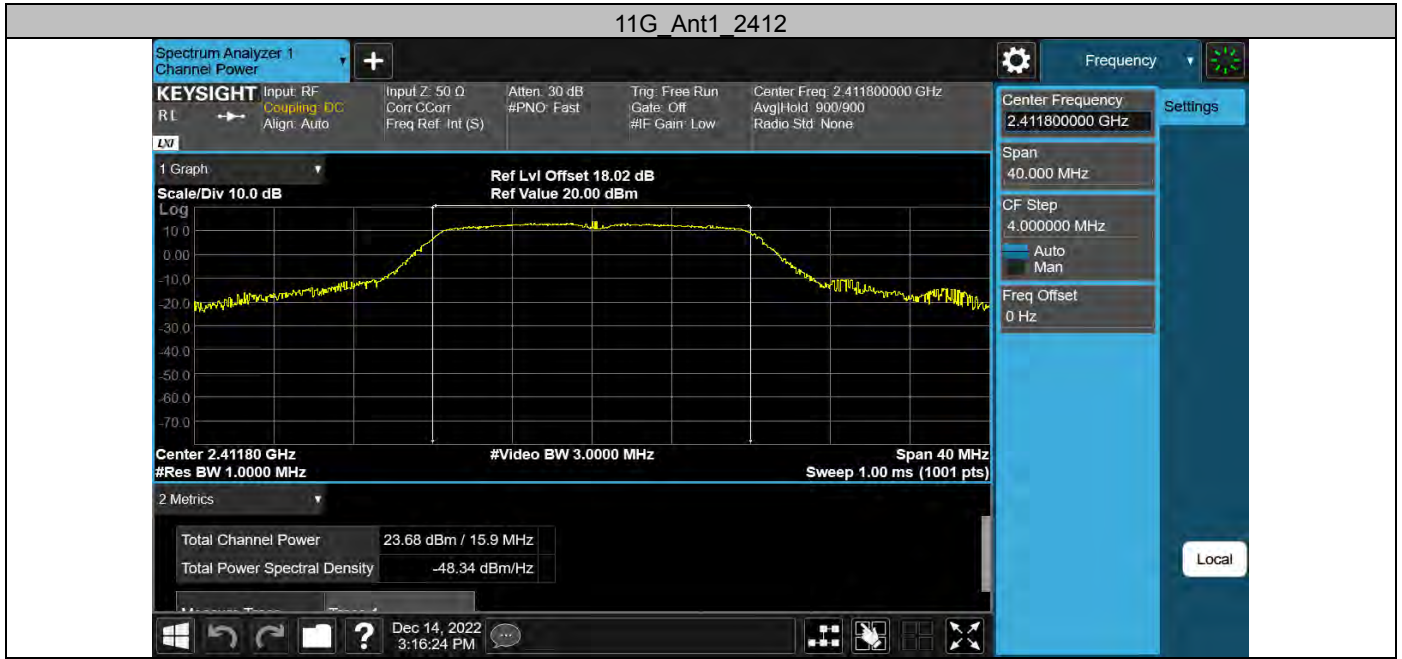 11G_Ant1_2412
Spectrum Analyzer 1
Channel Power
+
Frequency
KEYSIGHT
RL
LXI
Input: RF
Coupling: DC
Align: Auto
Input Z: 50 Ω
Corr CCorr
Freq Ref: Int (S)
Atten: 30 dB
#PNO: Fast
Trig: Free Run
Gate: Off
#IF Gain: Low
Center Freq: 2.411800000 GHz
Avg|Hold: 900/900
Radio Std: None
Center Frequency
2.411800000 GHz
Settings
Span
40.000 MHz
CF Step
4.000000 MHz
Auto
Man
Freq Offset
0 Hz
1 Graph
Scale/Div 10.0 dB
Ref Lvl Offset 18.02 dB
Ref Value 20.00 dBm
Log
10.0
0.00
-10.0
-20.0
-30.0
-40.0
-50.0
-60.0
-70.0
Center 2.41180 GHz
#Video BW 3.0000 MHz
Span 40 MHz
#Res BW 1.0000 MHz
Sweep 1.00 ms (1001 pts)
2 Metrics
Total Channel Power 23.68 dBm / 15.9 MHz
Total Power Spectral Density -48.34 dBm/Hz
Local
?
Dec 14, 2022
3:16:24 PM